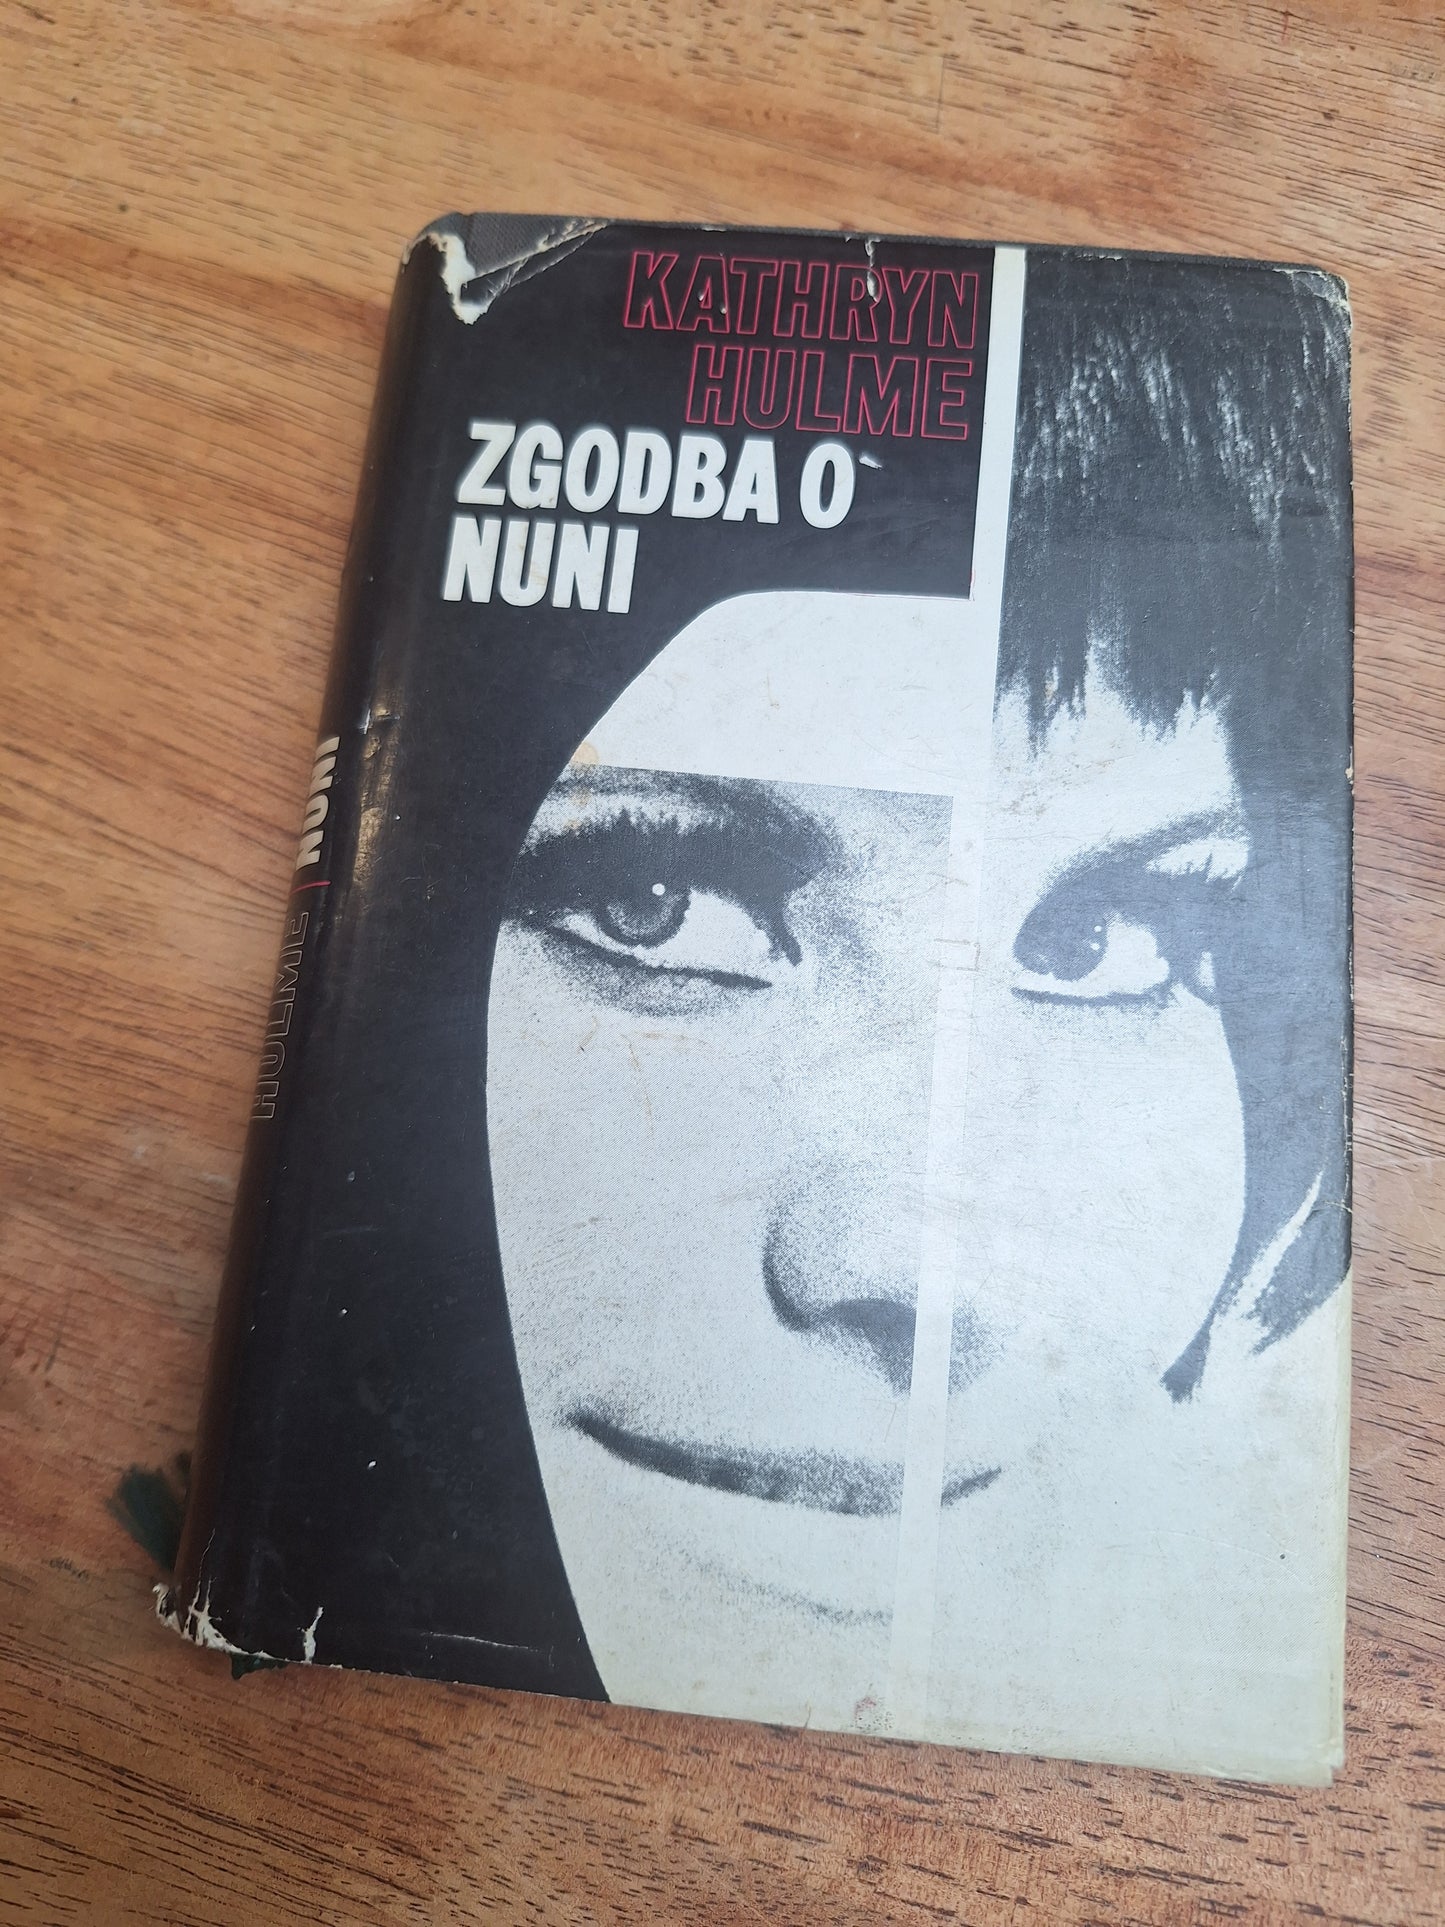 KATHRYN
HULME
ZGODBA O
NUNI
HULME | NUNI